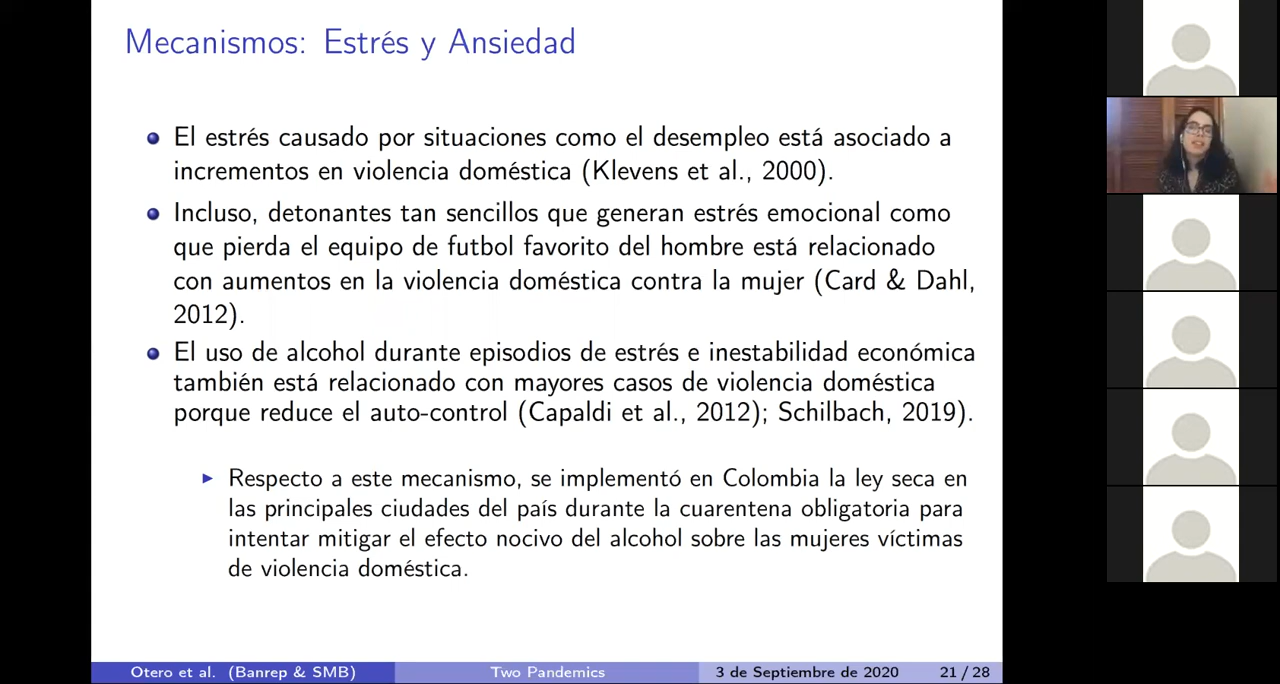 Mecanismos: Estrés y Ansiedad
El estrés causado por situaciones como el desempleo está asociado a
incrementos en violencia doméstica (Klevens et al., 2000).
Incluso, detonantes tan sencillos que generan estrés emocional como
que pierda el equipo de futbol favorito del hombre está relacionado
con aumentos en la violencia doméstica contra la mujer (Card & Dahl,
2012).
El uso de alcohol durante episodios de estrés e inestabilidad económica
también está relacionado con mayores casos de violencia doméstica
porque reduce el auto-control (Capaldi et al., 2012); Schilbach, 2019).
Respecto a este mecanismo, se implementó en Colombia la ley seca en
las principales ciudades del país durante la cuarentena obligatoria para
intentar mitigar el efecto nocivo del alcohol sobre las mujeres víctimas
de violencia doméstica.
Otero et al. (Banrep & SMB) Two Pandemics 3 de Septiembre de 2020 21 / 28